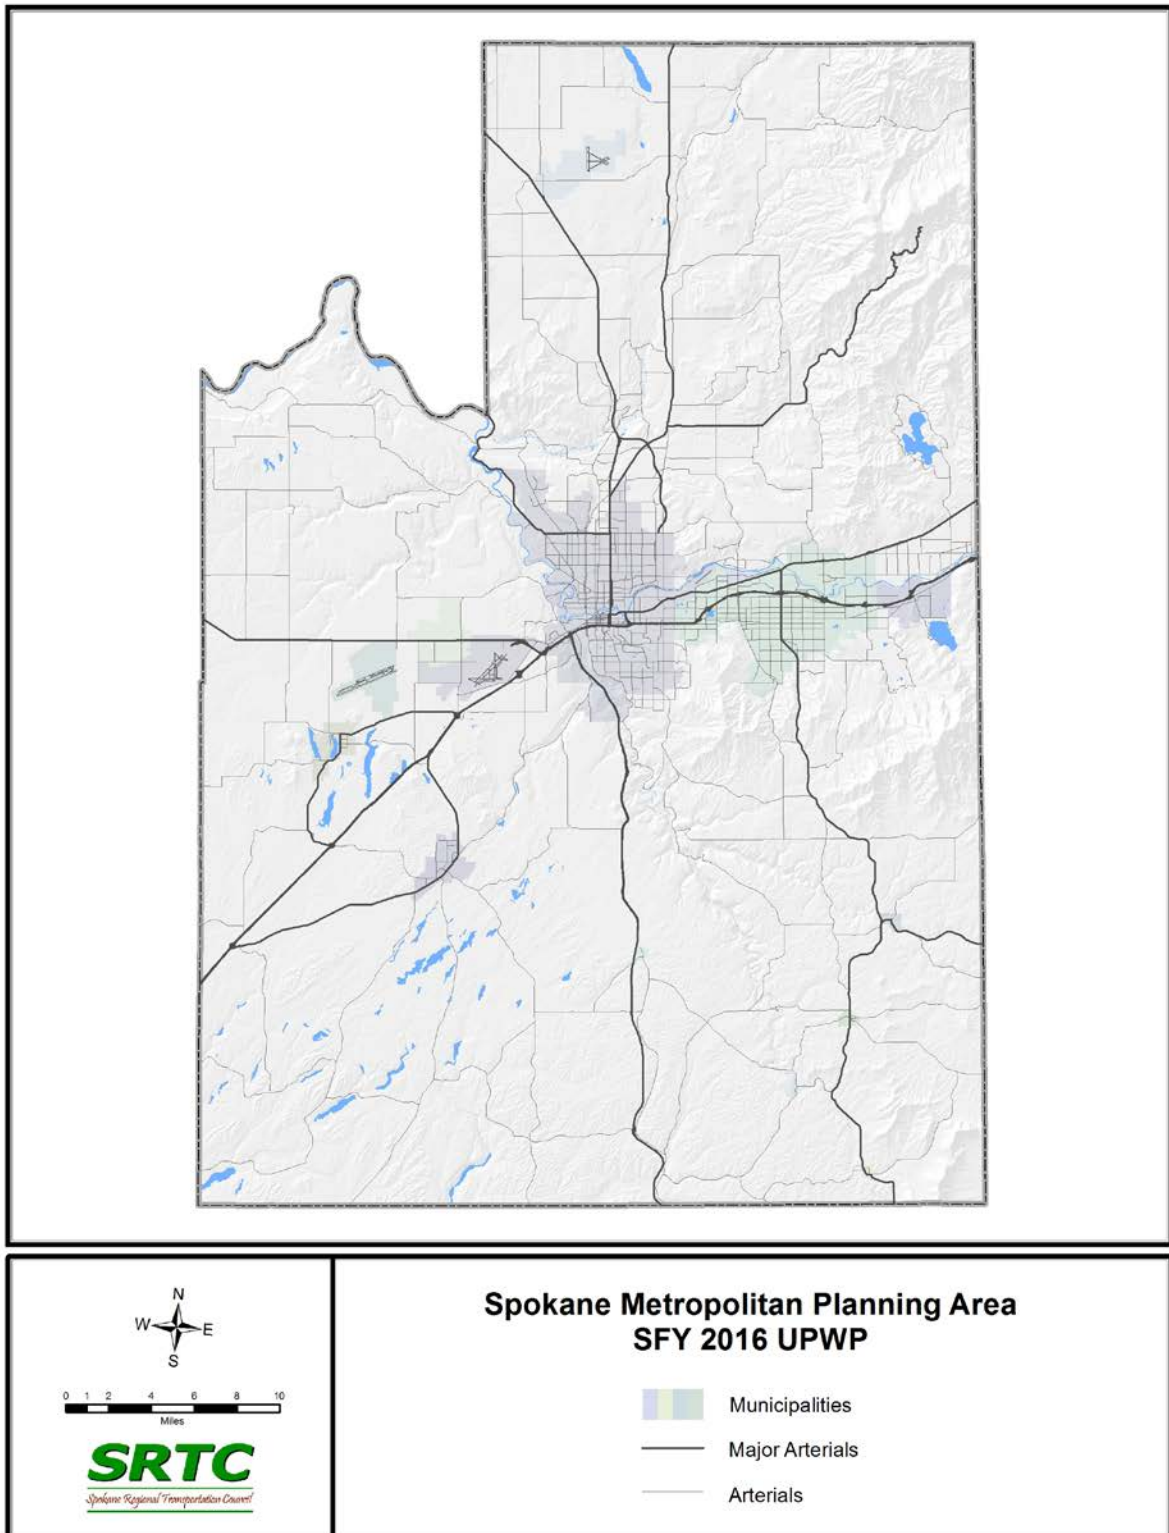 N
W E
S
0 1 2 4 6 8 10
Miles
SRTC
Spokane Regional Transportation Council
Spokane Metropolitan Planning Area
SFY 2016 UPWP
Municipalities
Major Arterials
Arterials